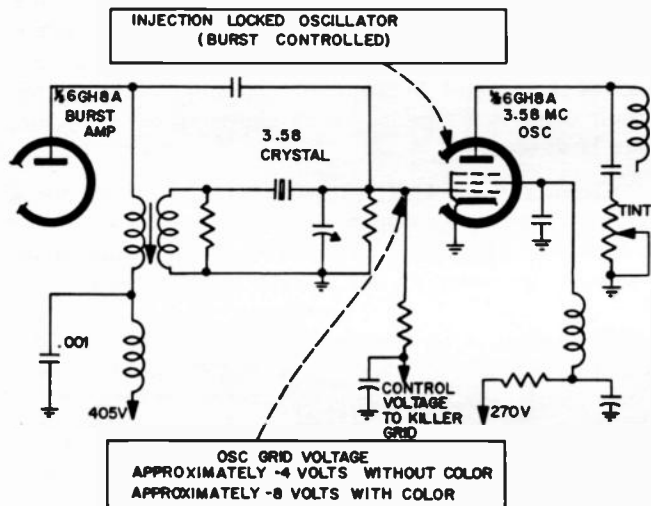 INJECTION LOCKED OSCILLATOR
(BURST CONTROLLED)
½6GH8A
BURST
AMP
½6GH8A
3.58 MC
OSC
3.58
CRYSTAL
TINT
.001
405V
CONTROL
VOLTAGE
TO KILLER
GRID
270V
OSC GRID VOLTAGE
APPROXIMATELY -4 VOLTS WITHOUT COLOR
APPROXIMATELY -8 VOLTS WITH COLOR